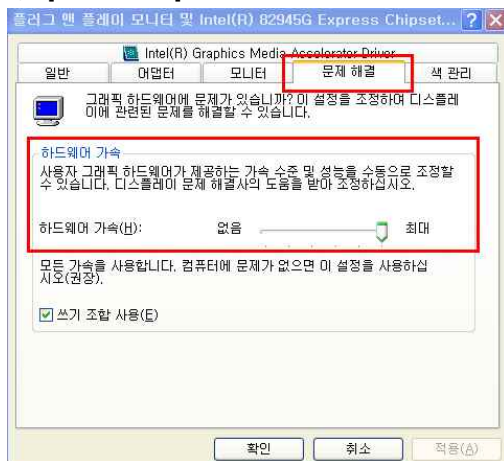 플러그 앤 플레이 모니터 및 Intel(R) 82945G Express Chipset...
Intel(R) Graphics Media Accelerator Driver
일반
어댑터
모니터
문제 해결
색 관리
그래픽 하드웨어에 문제가 있습니까? 이 설정을 조정하여 디스플레
이에 관련된 문제를 해결할 수 있습니다.
하드웨어 가속
사용자 그래픽 하드웨어가 제공하는 가속 수준 및 성능을 수동으로 조정할
수 있습니다. 디스플레이 문제 해결사의 도움을 받아 조정하십시오.
하드웨어 가속(H):
없음
최대
모든 가속을 사용합니다. 컴퓨터에 문제가 없으면 이 설정을 사용하십
시오(권장).
쓰기 조합 사용(E)
확인
취소
적용(A)